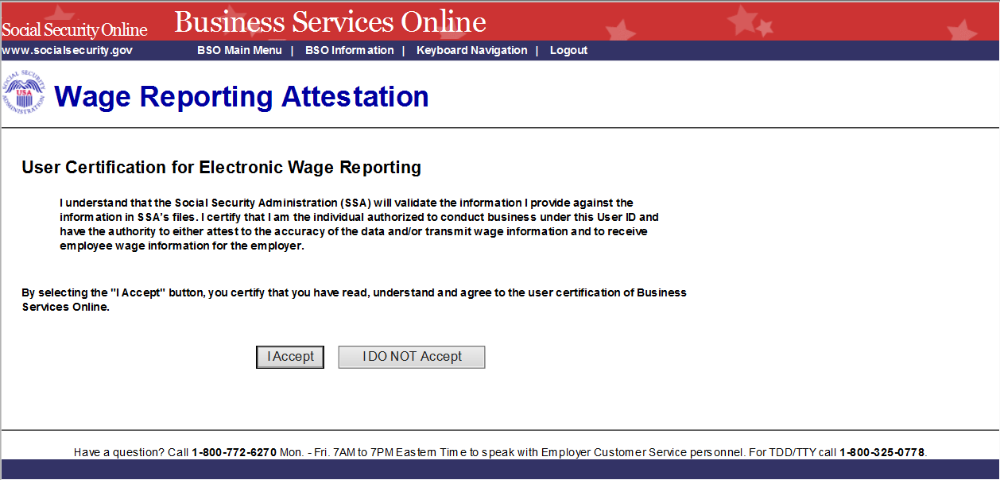 Social Security Online
Business Services Online
www.socialsecurity.gov
BSO Main Menu | BSO Information | Keyboard Navigation | Logout
SOCIAL SECURITY ADMINISTRATION
USA
Wage Reporting Attestation
User Certification for Electronic Wage Reporting
I understand that the Social Security Administration (SSA) will validate the information I provide against the
information in SSA's files. I certify that I am the individual authorized to conduct business under this User ID and
have the authority to either attest to the accuracy of the data and/or transmit wage information and to receive
employee wage information for the employer.
By selecting the "I Accept" button, you certify that you have read, understand and agree to the user certification of Business
Services Online.
I Accept
I DO NOT Accept
Have a question? Call 1-800-772-6270 Mon. - Fri. 7AM to 7PM Eastern Time to speak with Employer Customer Service personnel. For TDD/TTY call 1-800-325-0778.